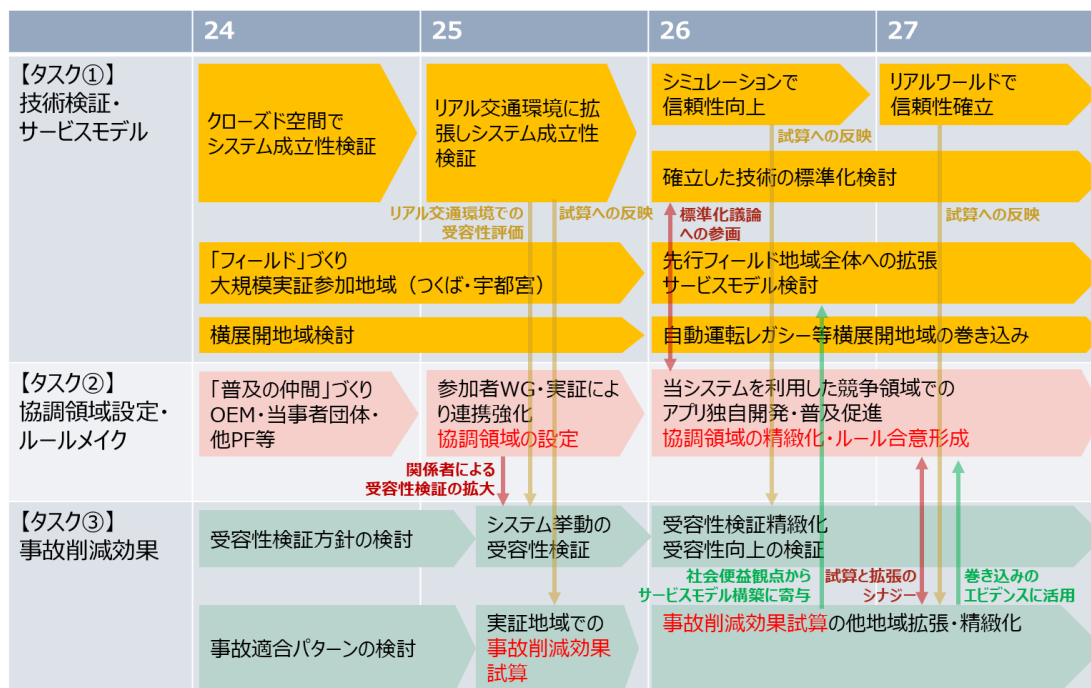 24
25
26
27
【タスク①】
技術検証・
サービスモデル
クローズド空間で
システム成立性検証
リアル交通環境に拡
張しシステム成立性
検証
シミュレーションで
信頼性向上
リアルワールドで
信頼性確立
試算への反映
確立した技術の標準化検討
リアル交通環境での
受容性評価
試算への反映
標準化議論
への参画
試算への反映
「フィールド」づくり
大規模実証参加地域（つくば・宇都宮）
先行フィールド地域全体への拡張
サービスモデル検討
横展開地域検討
自動運転レガシー等横展開地域の巻き込み
【タスク②】
協調領域設定・
ルールメイク
「普及の仲間」づくり
OEM・当事者団体・
他PF等
参加者WG・実証によ
り連携強化
協調領域の設定
当システムを利用した競争領域での
アプリ独自開発・普及促進
協調領域の精緻化・ルール合意形成
関係者による
受容性検証の拡大
【タスク③】
事故削減効果
受容性検証方針の検討
システム挙動の
受容性検証
受容性検証精緻化
受容性向上の検証
社会便益観点から
サービスモデル構築に寄与
試算と拡張の
シナジー
巻き込みの
エビデンスに活用
事故適合パターンの検討
実証地域での
事故削減効果
試算
事故削減効果試算の他地域拡張・精緻化